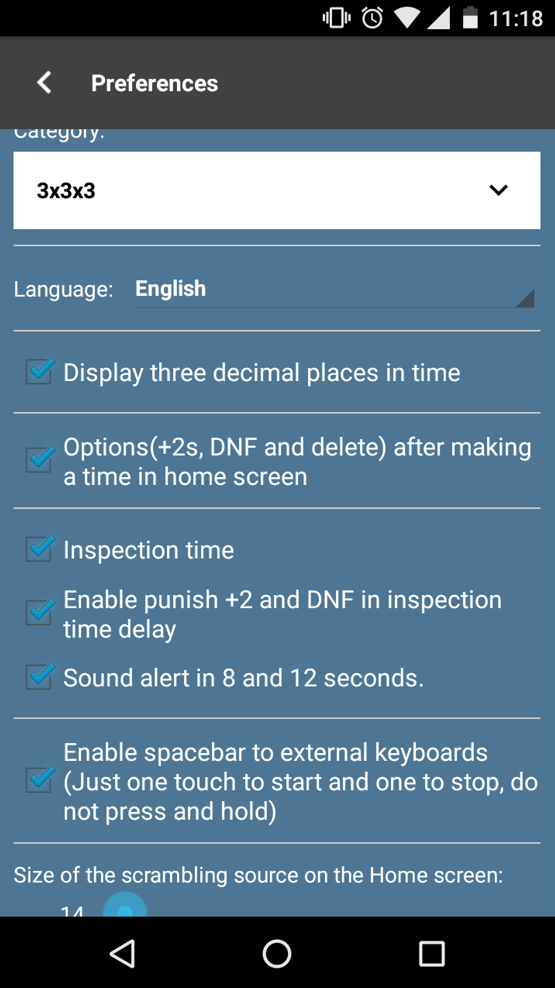 11:18
Preferences
Category:
3x3x3
Language: English
Display three decimal places in time
Options(+2s, DNF and delete) after making
a time in home screen
Inspection time
Enable punish +2 and DNF in inspection
time delay
Sound alert in 8 and 12 seconds.
Enable spacebar to external keyboards
(Just one touch to start and one to stop, do
not press and hold)
Size of the scrambling source on the Home screen:
14